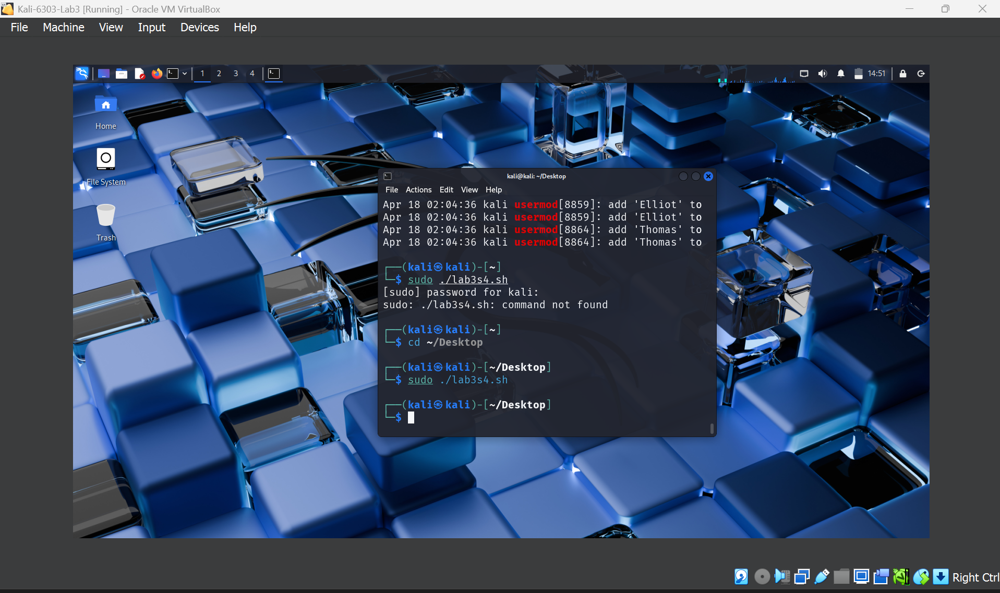 Kali-6303-Lab3 [Running] - Oracle VM VirtualBox
File Machine View Input Devices Help
1 2 3 4 14:51
Home
File System
Trash
kali@kali: ~/Desktop
File Actions Edit View Help
Apr 18 02:04:36 kali usermod[8859]: add 'Elliot' to
Apr 18 02:04:36 kali usermod[8859]: add 'Elliot' to
Apr 18 02:04:36 kali usermod[8864]: add 'Thomas' to
Apr 18 02:04:36 kali usermod[8864]: add 'Thomas' to
┌──(kali㉿kali)-[~]
└─$ sudo ./lab3s4.sh
[sudo] password for kali:
sudo: ./lab3s4.sh: command not found
┌──(kali㉿kali)-[~]
└─$ cd ~/Desktop
┌──(kali㉿kali)-[~/Desktop]
└─$ sudo ./lab3s4.sh
┌──(kali㉿kali)-[~/Desktop]
└─$
Right Ctrl